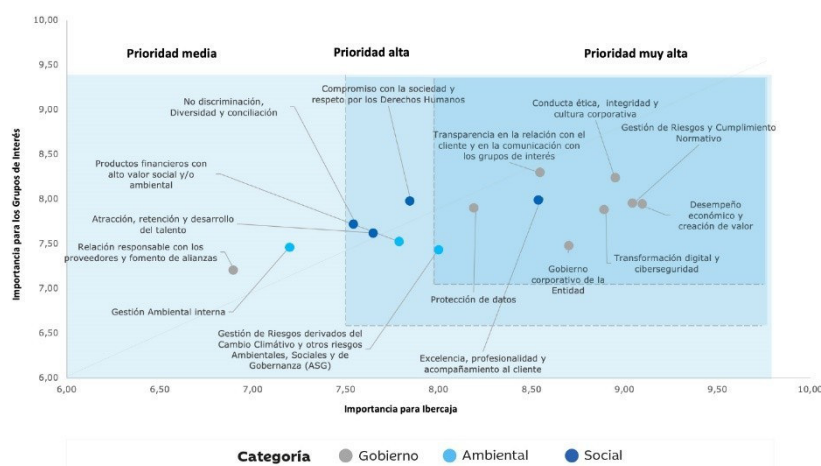 10,00
Prioridad media
Prioridad alta
Prioridad muy alta
9,50
9,00
8,50
8,00
7,50
7,00
6,50
6,00
Importancia para los Grupos de Interés
No discriminación,
Diversidad y conciliación
Compromiso con la sociedad y
respeto por los Derechos Humanos
Conducta ética, integridad y
cultura corporativa
Transparencia en la relación con el
cliente y en la comunicación con
los grupos de interés
Gestión de Riesgos y Cumplimiento
Normativo
Productos financieros con
alto valor social y/o
ambiental
Atracción, retención y desarrollo
del talento
Desempeño
económico y
creación de valor
Relación responsable con los
proveedores y fomento de alianzas
Gobierno
corporativo de la
Entidad
Transformación digital y
ciberseguridad
Protección de datos
Gestión Ambiental interna
Gestión de Riesgos derivados del
Cambio Climátivo y otros riesgos
Ambientales, Sociales y de
Gobernanza (ASG)
Excelencia, profesionalidad y
acompañamiento al cliente
6,00
7,00
7,50
8,00
8,50
9,00
9,50
10,00
Importancia para Ibercaja
Categoría
Gobierno
Ambiental
Social